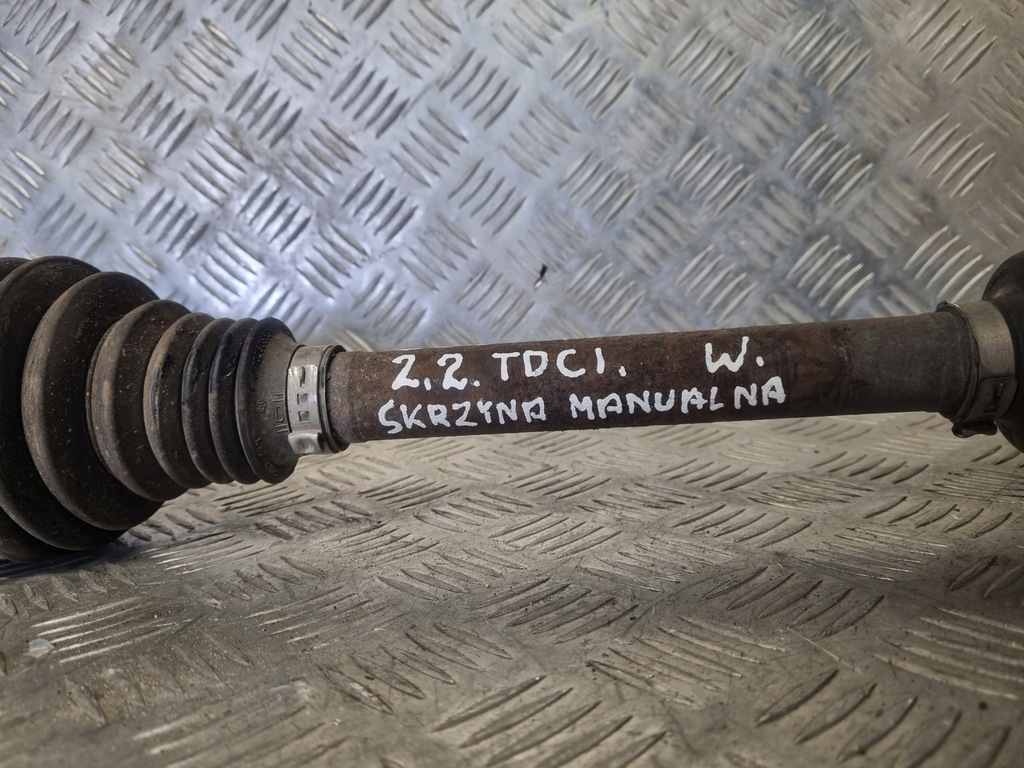 2.2. TDCI. W.
SKRZYNA MANUALNA